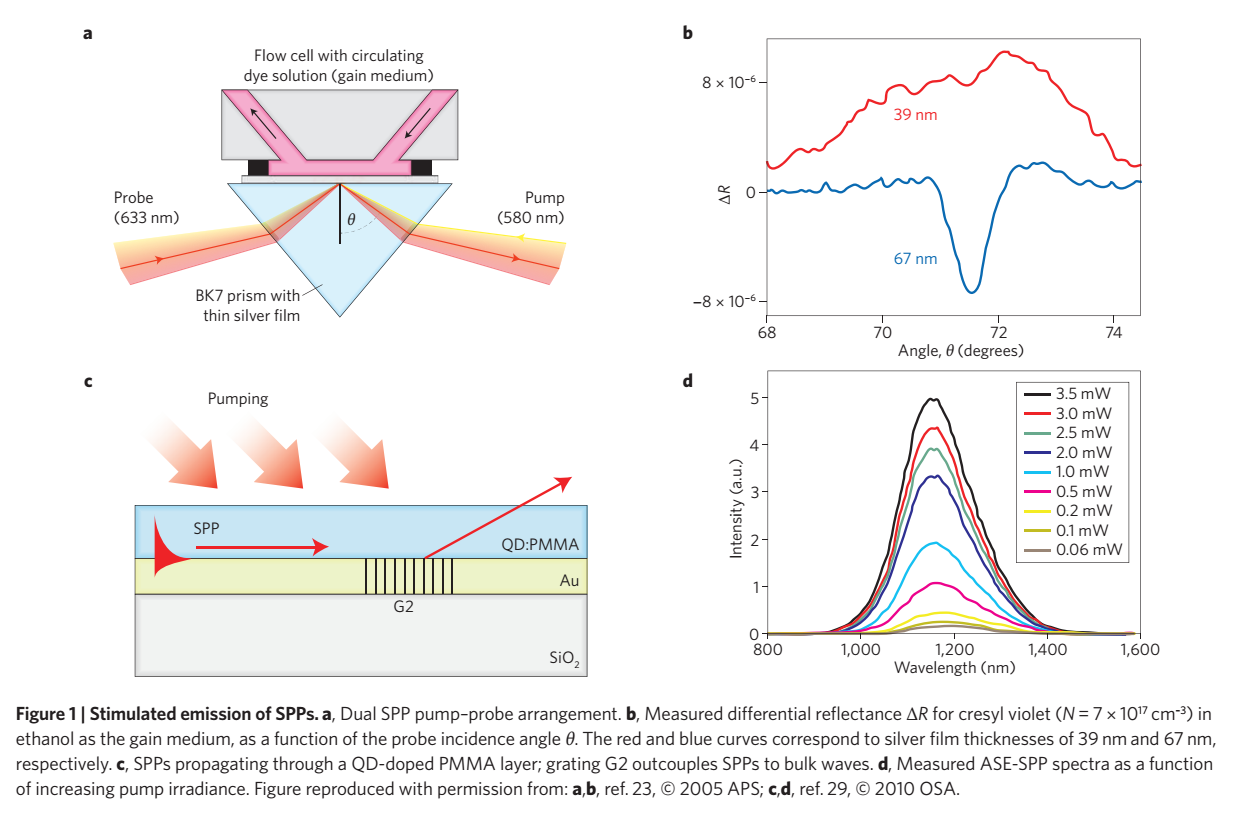 a
Flow cell with circulating
dye solution (gain medium)
Probe
(633 nm)
Pump
(580 nm)
θ
BK7 prism with
thin silver film
b
8 × 10⁻⁶
0
−8 × 10⁻⁶
ΔR
39 nm
67 nm
68
70
72
74
Angle, θ (degrees)
c
Pumping
SPP
QD:PMMA
Au
G2
SiO₂
d
5
4
3
2
1
0
Intensity (a.u.)
3.5 mW
3.0 mW
2.5 mW
2.0 mW
1.0 mW
0.5 mW
0.2 mW
0.1 mW
0.06 mW
800
1,000
1,200
1,400
1,600
Wavelength (nm)
Figure 1 | Stimulated emission of SPPs. a, Dual SPP pump–probe arrangement. b, Measured differential reflectance ΔR for cresyl violet (N = 7 × 10¹⁷ cm⁻³) in
ethanol as the gain medium, as a function of the probe incidence angle θ. The red and blue curves correspond to silver film thicknesses of 39 nm and 67 nm,
respectively. c, SPPs propagating through a QD-doped PMMA layer; grating G2 outcouples SPPs to bulk waves. d, Measured ASE-SPP spectra as a function
of increasing pump irradiance. Figure reproduced with permission from: a,b, ref. 23, © 2005 APS; c,d, ref. 29, © 2010 OSA.